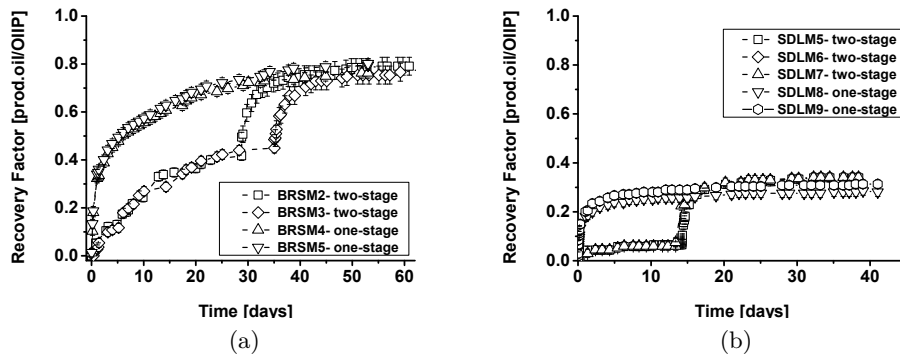 Recovery Factor [prod.oil/OIIP]
1.0
0.8
0.6
0.4
0.2
0.0
BRSM2- two-stage
BRSM3- two-stage
BRSM4- one-stage
BRSM5- one-stage
0 10 20 30 40 50 60
Time [days]
(a)
Recovery Factor [prod.oil/OIIP]
1.0
0.8
0.6
0.4
0.2
0.0
SDLM5- two-stage
SDLM6- two-stage
SDLM7- two-stage
SDLM8- one-stage
SDLM9- one-stage
0 10 20 30 40
Time [days]
(b)